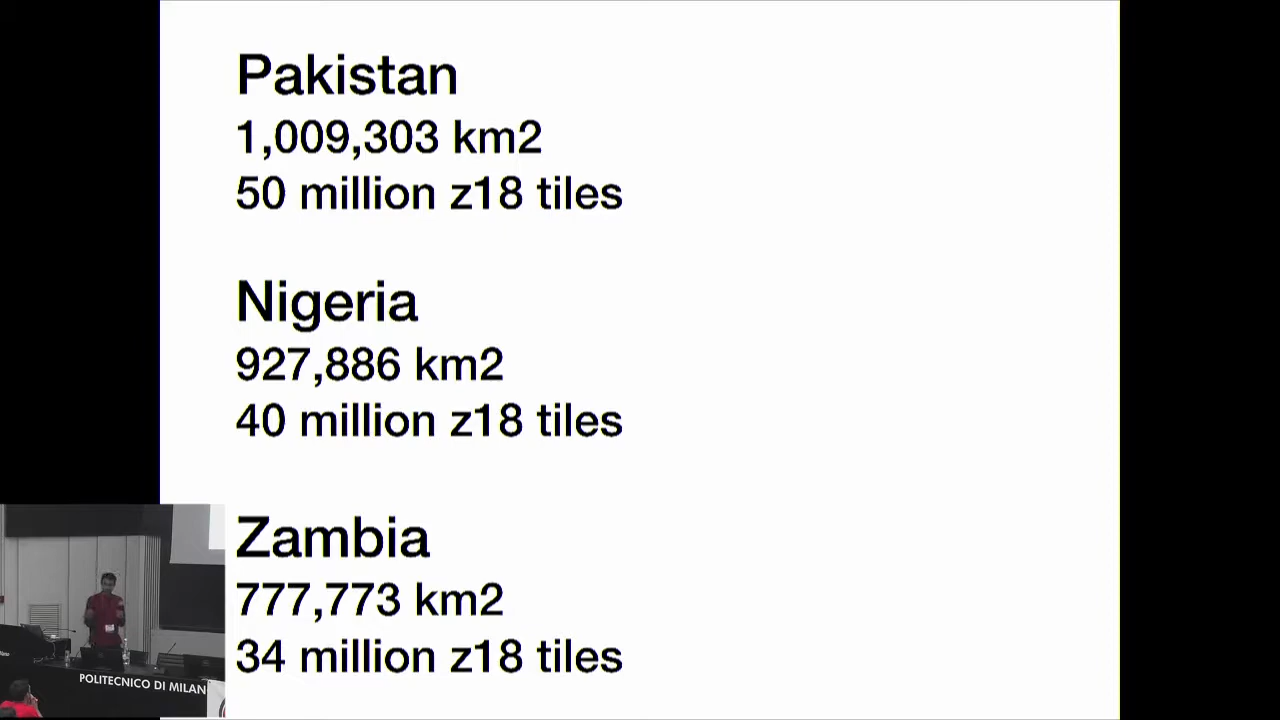 Pakistan
1,009,303 km2
50 million z18 tiles
Nigeria
927,886 km2
40 million z18 tiles
Zambia
777,773 km2
34 million z18 tiles
POLITECNICO DI MILAN